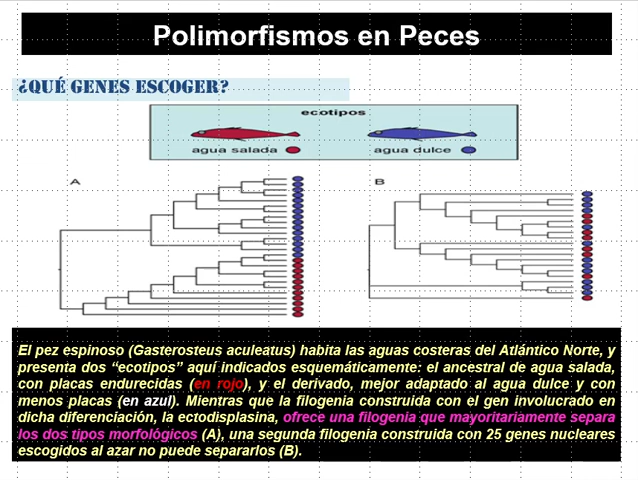 Polimorfismos en Peces
¿QUÉ GENES ESCOGER?
ecotipos
agua salada agua dulce
A B
El pez espinoso (Gasterosteus aculeatus) habita las aguas costeras del Atlántico Norte, y
presenta dos “ecotipos” aquí indicados esquemáticamente: el ancestral de agua salada,
con placas endurecidas (en rojo), y el derivado, mejor adaptado al agua dulce y con
menos placas (en azul). Mientras que la filogenia construida con el gen involucrado en
dicha diferenciación, la ectodisplasina, ofrece una filogenia que mayoritariamente separa
los dos tipos morfológicos (A), una segunda filogenia construida con 25 genes nucleares
escogidos al azar no puede separarlos (B).